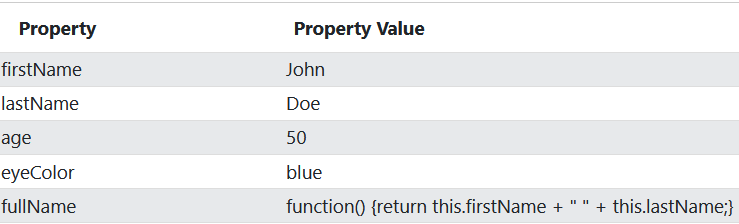 Property Property Value
firstName John
lastName Doe
age 50
eyeColor blue
fullName function() {return this.firstName + " " + this.lastName;}